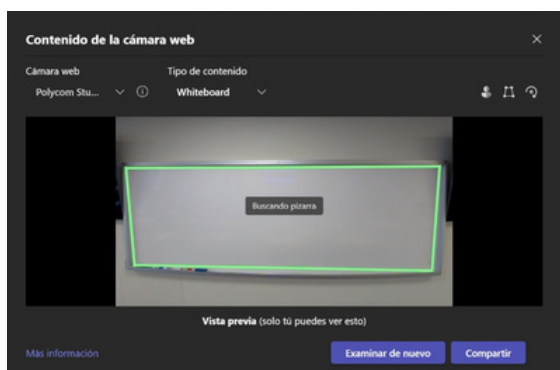 Contenido de la cámara web
Cámara web Tipo de contenido
Polycom Stu... Whiteboard
Buscando pizarra
Vista previa (solo tú puedes ver esto)
Más información Examinar de nuevo Compartir